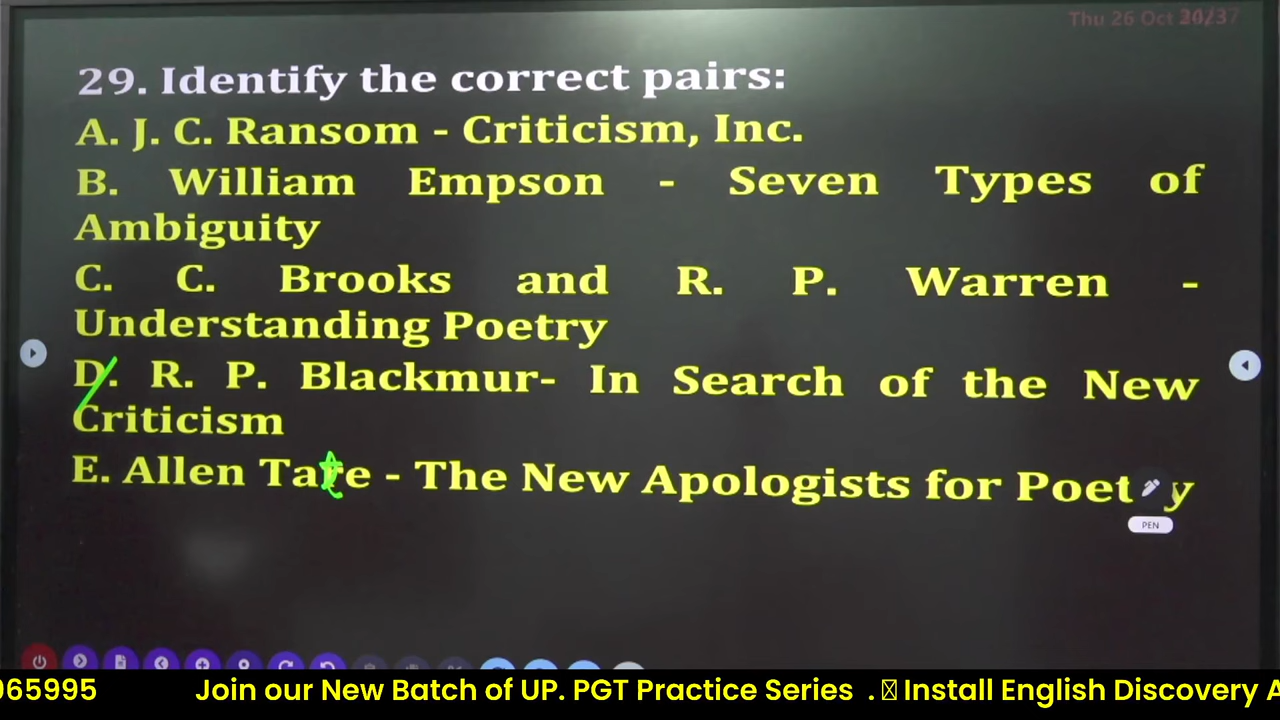 Thu 26 Oct
29. Identify the correct pairs:
A. J. C. Ransom - Criticism, Inc.
B. William Empson - Seven Types of
Ambiguity
C. C. Brooks and R. P. Warren -
Understanding Poetry
D. R. P. Blackmur- In Search of the New
Criticism
E. Allen Tate - The New Apologists for Poetry
PEN
065995 Join our New Batch of UP. PGT Practice Series . Install English Discovery A